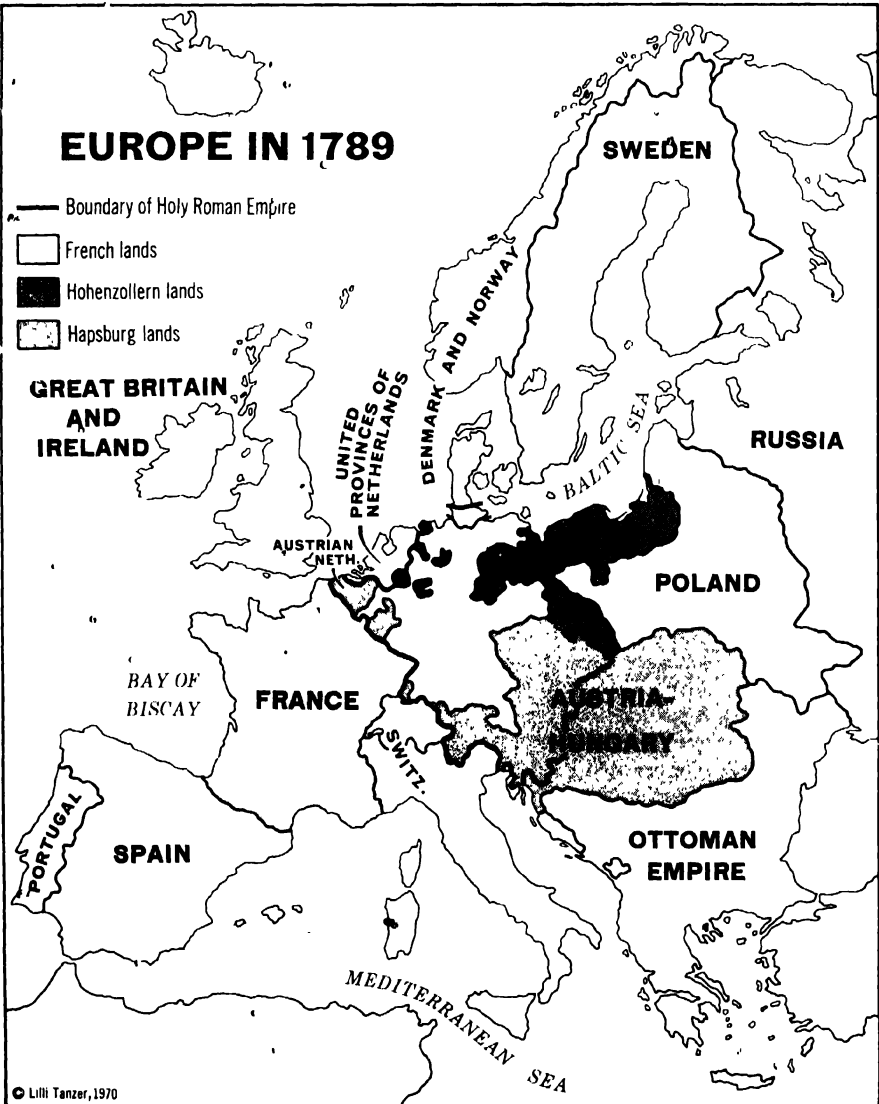 EUROPE IN 1789
Boundary of Holy Roman Empire
French lands
Hohenzollern lands
Hapsburg lands
SWEDEN
DENMARK AND NORWAY
GREAT BRITAIN
AND
IRELAND
UNITED
PROVINCES OF
NETHERLANDS
BALTIC SEA
RUSSIA
AUSTRIAN
NETH.
POLAND
BAY OF
BISCAY
FRANCE
AUSTRIA-
HUNGARY
SWITZ.
PORTUGAL
SPAIN
OTTOMAN
EMPIRE
MEDITERRANEAN SEA
© Lilli Tanzer, 1970